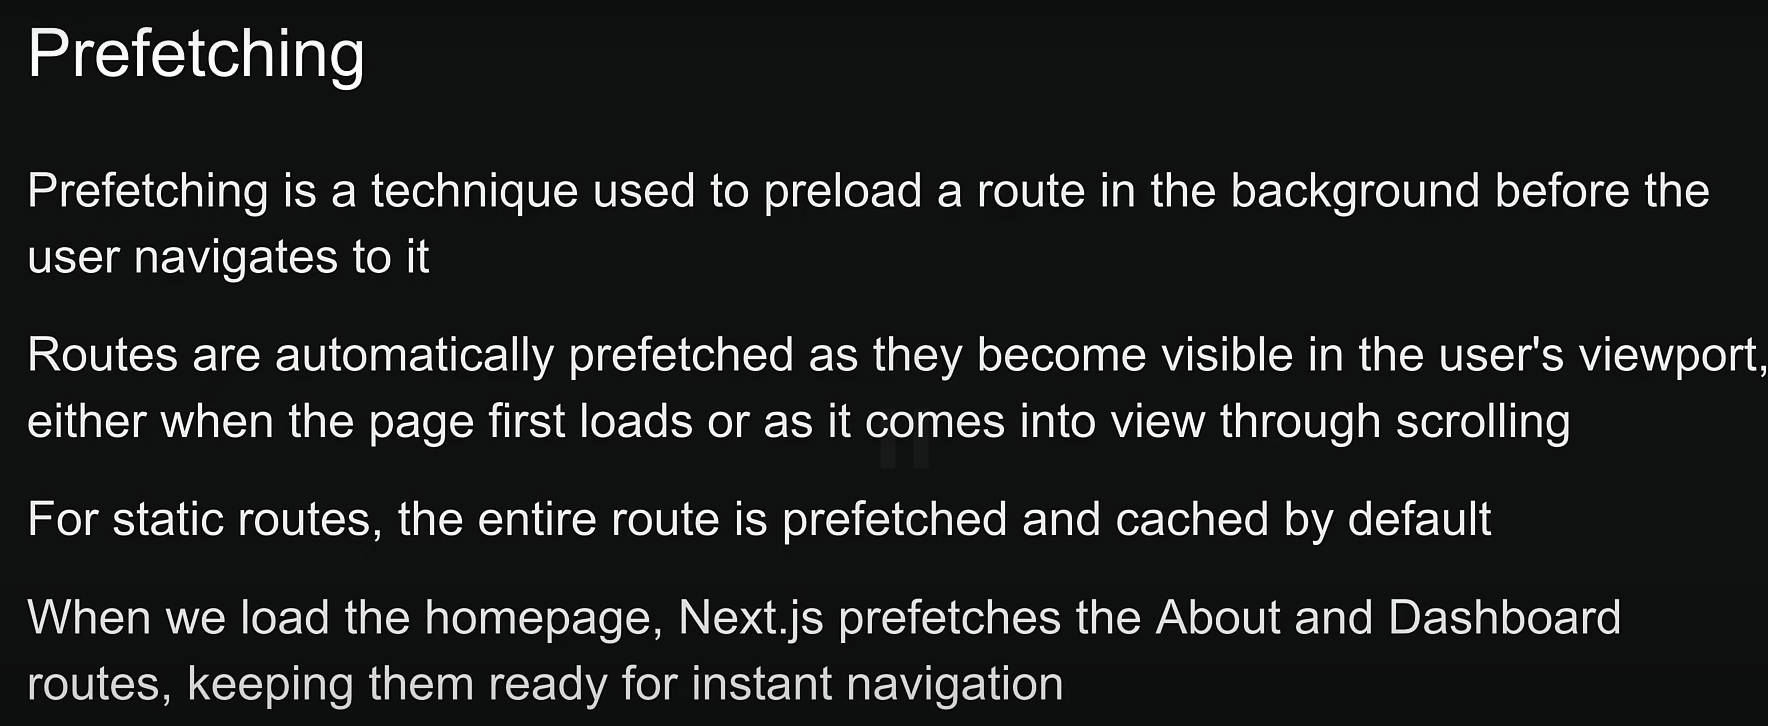 Prefetching
Prefetching is a technique used to preload a route in the background before the
user navigates to it
Routes are automatically prefetched as they become visible in the user's viewport,
either when the page first loads or as it comes into view through scrolling
For static routes, the entire route is prefetched and cached by default
When we load the homepage, Next.js prefetches the About and Dashboard
routes, keeping them ready for instant navigation